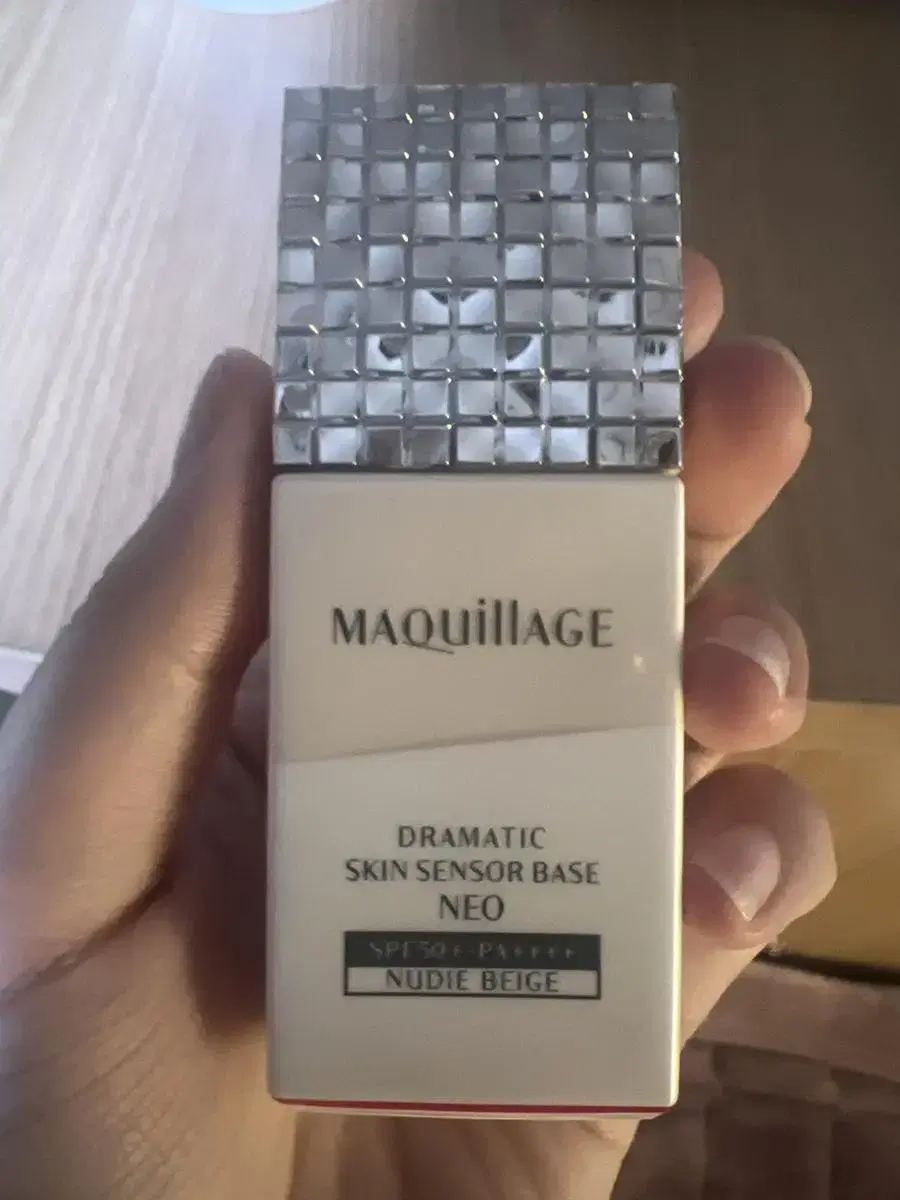 MAQuillAGE
DRAMATIC
SKIN SENSOR BASE
NEO
SPF50+ PA++++
NUDIE BEIGE